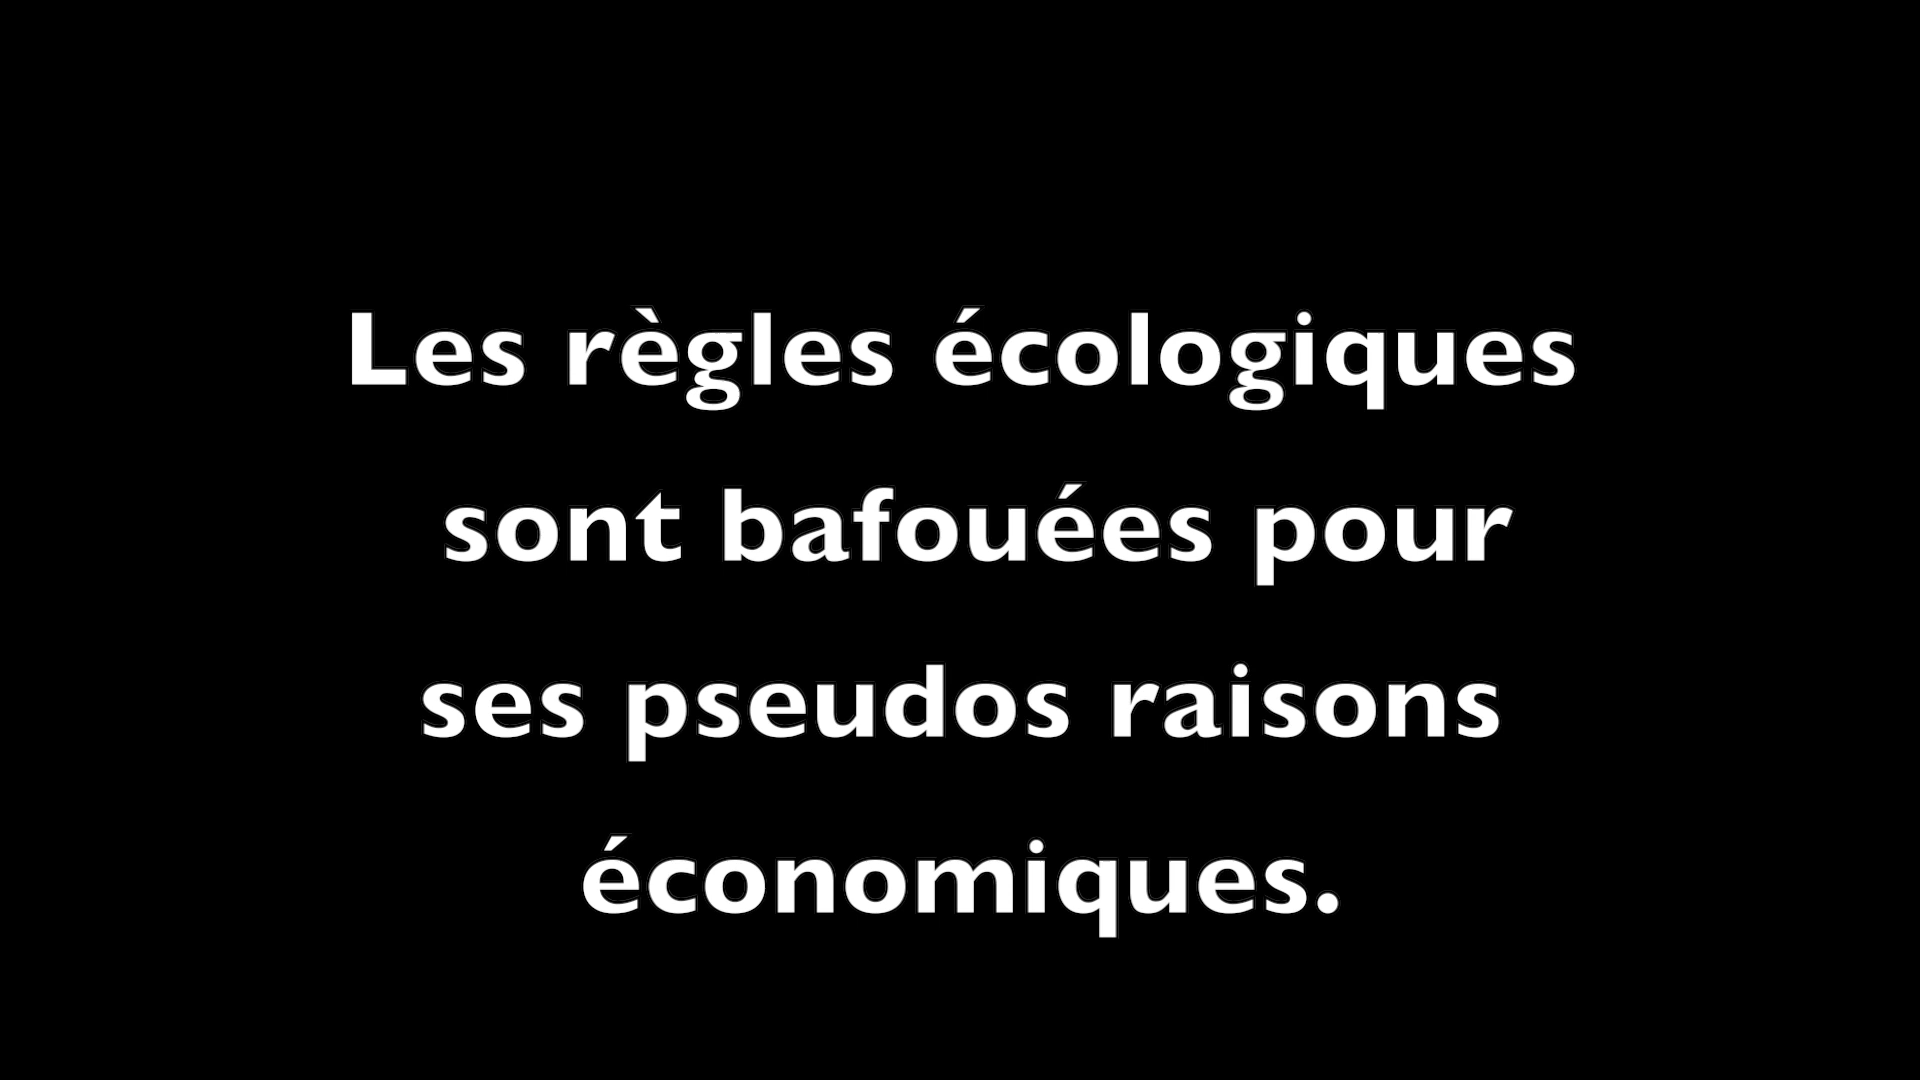 Les règles écologiques
sont bafouées pour
ses pseudos raisons
économiques.